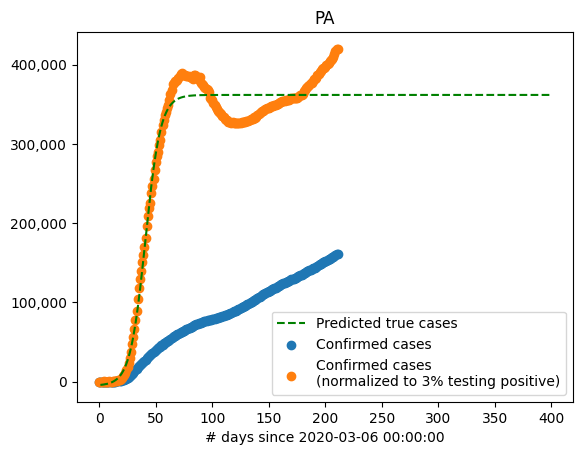 PA
400,000
300,000
200,000
100,000
0
0 50 100 150 200 250 300 350 400
# days since 2020-03-06 00:00:00
Predicted true cases
Confirmed cases
Confirmed cases
(normalized to 3% testing positive)